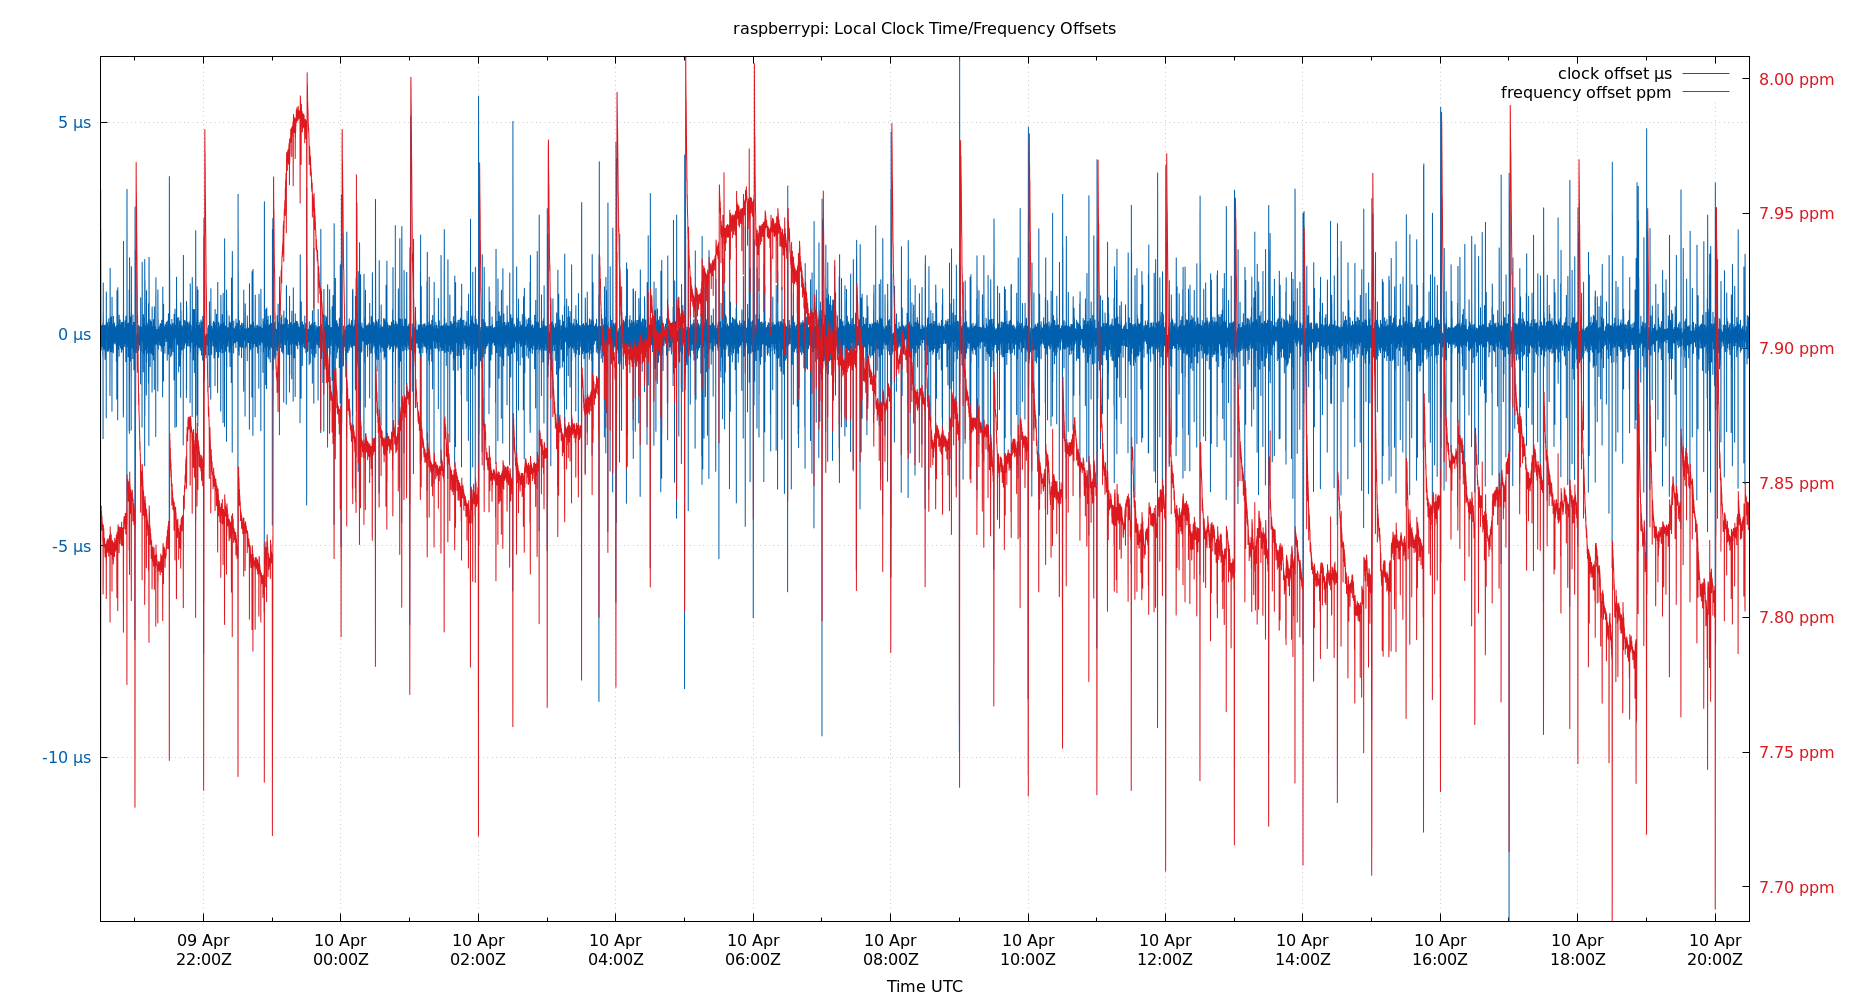 raspberrypi: Local Clock Time/Frequency Offsets
clock offset µs
frequency offset ppm
5 µs
0 µs
-5 µs
-10 µs
8.00 ppm
7.95 ppm
7.90 ppm
7.85 ppm
7.80 ppm
7.75 ppm
7.70 ppm
09 Apr
22:00Z
10 Apr
00:00Z
10 Apr
02:00Z
10 Apr
04:00Z
10 Apr
06:00Z
10 Apr
08:00Z
10 Apr
10:00Z
10 Apr
12:00Z
10 Apr
14:00Z
10 Apr
16:00Z
10 Apr
18:00Z
10 Apr
20:00Z
Time UTC